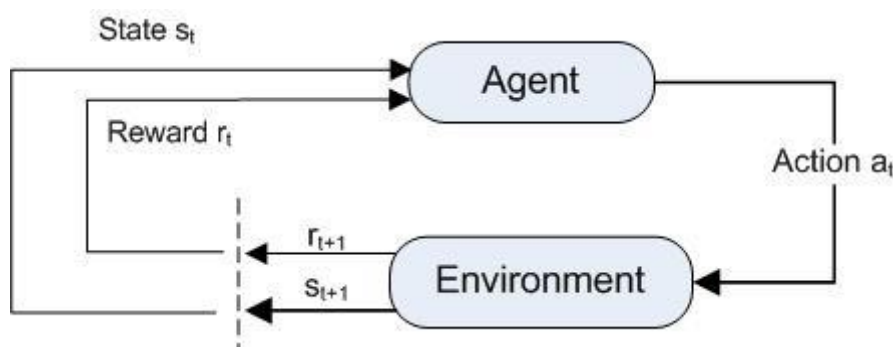 State sₜ
Agent
Reward rₜ
Action aₜ
rₜ₊₁
Environment
sₜ₊₁